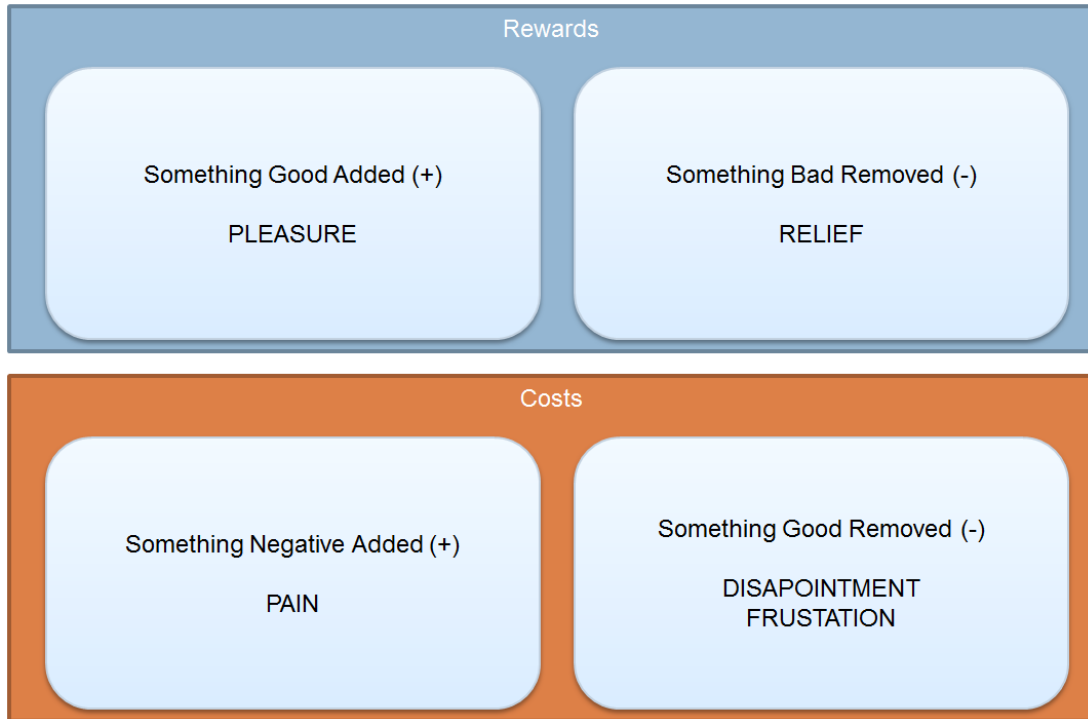 Rewards
Something Good Added (+)
PLEASURE
Something Bad Removed (-)
RELIEF
Costs
Something Negative Added (+)
PAIN
Something Good Removed (-)
DISAPOINTMENT
FRUSTATION